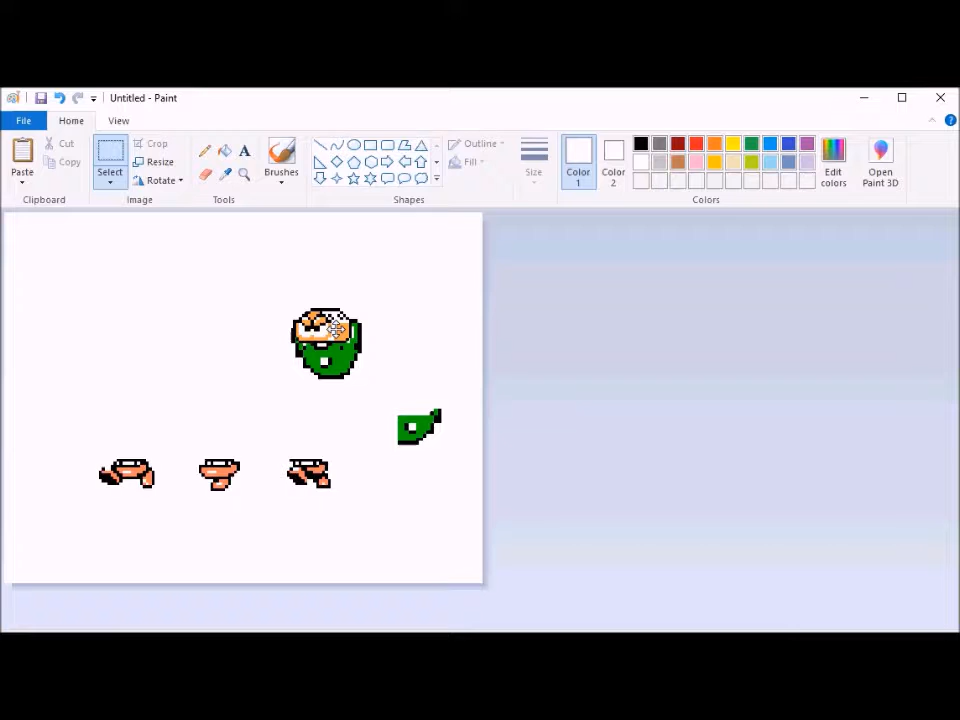 Untitled - Paint
File
Home
View
Paste
Cut
Copy
Clipboard
Select
Crop
Resize
Rotate
Image
A
Tools
Brushes
Outline
Fill
Shapes
Size
Color 1
Color 2
Edit colors
Open Paint 3D
Colors